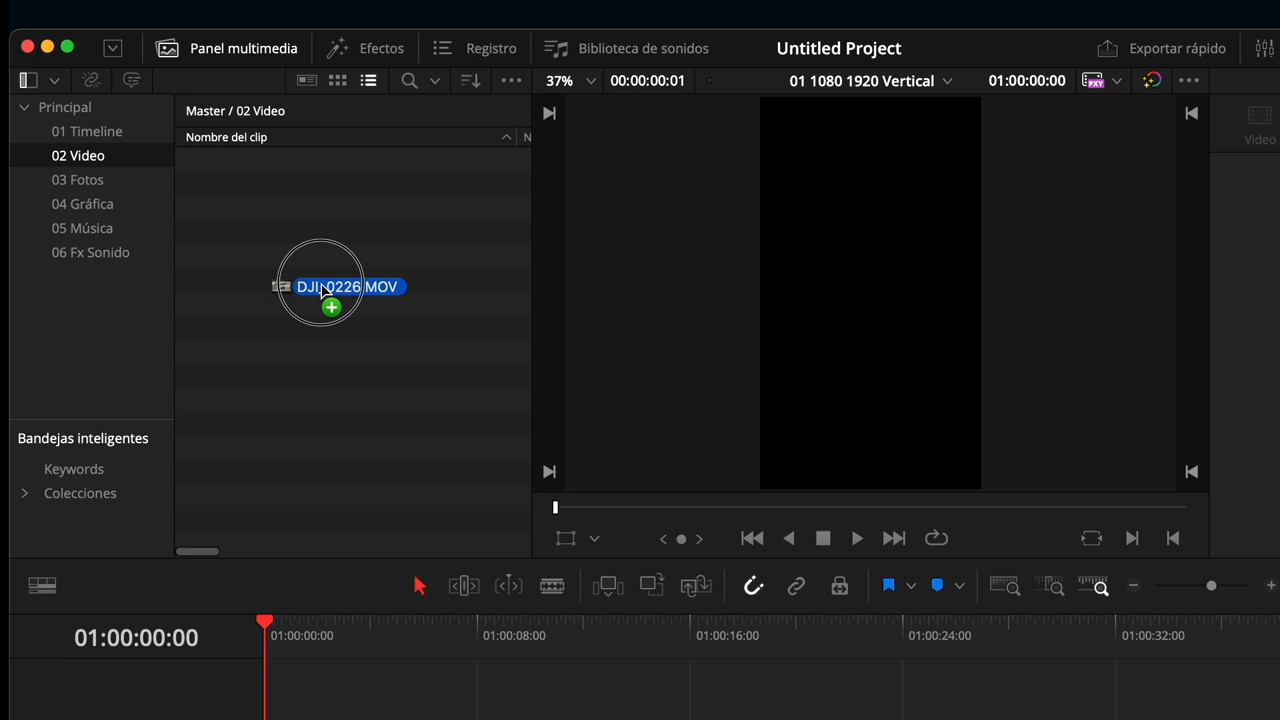 Panel multimedia
Efectos
Registro
Biblioteca de sonidos
Untitled Project
Exportar rápido
37%
00:00:00:01
01 1080 1920 Vertical
01:00:00:00
PXY
Principal
01 Timeline
02 Video
03 Fotos
04 Gráfica
05 Música
06 Fx Sonido
Master / 02 Video
Nombre del clip
N
DJI_0226.MOV
Video
Bandejas inteligentes
Keywords
Colecciones
01:00:00:00
01:00:00:00
01:00:08:00
01:00:16:00
01:00:24:00
01:00:32:00